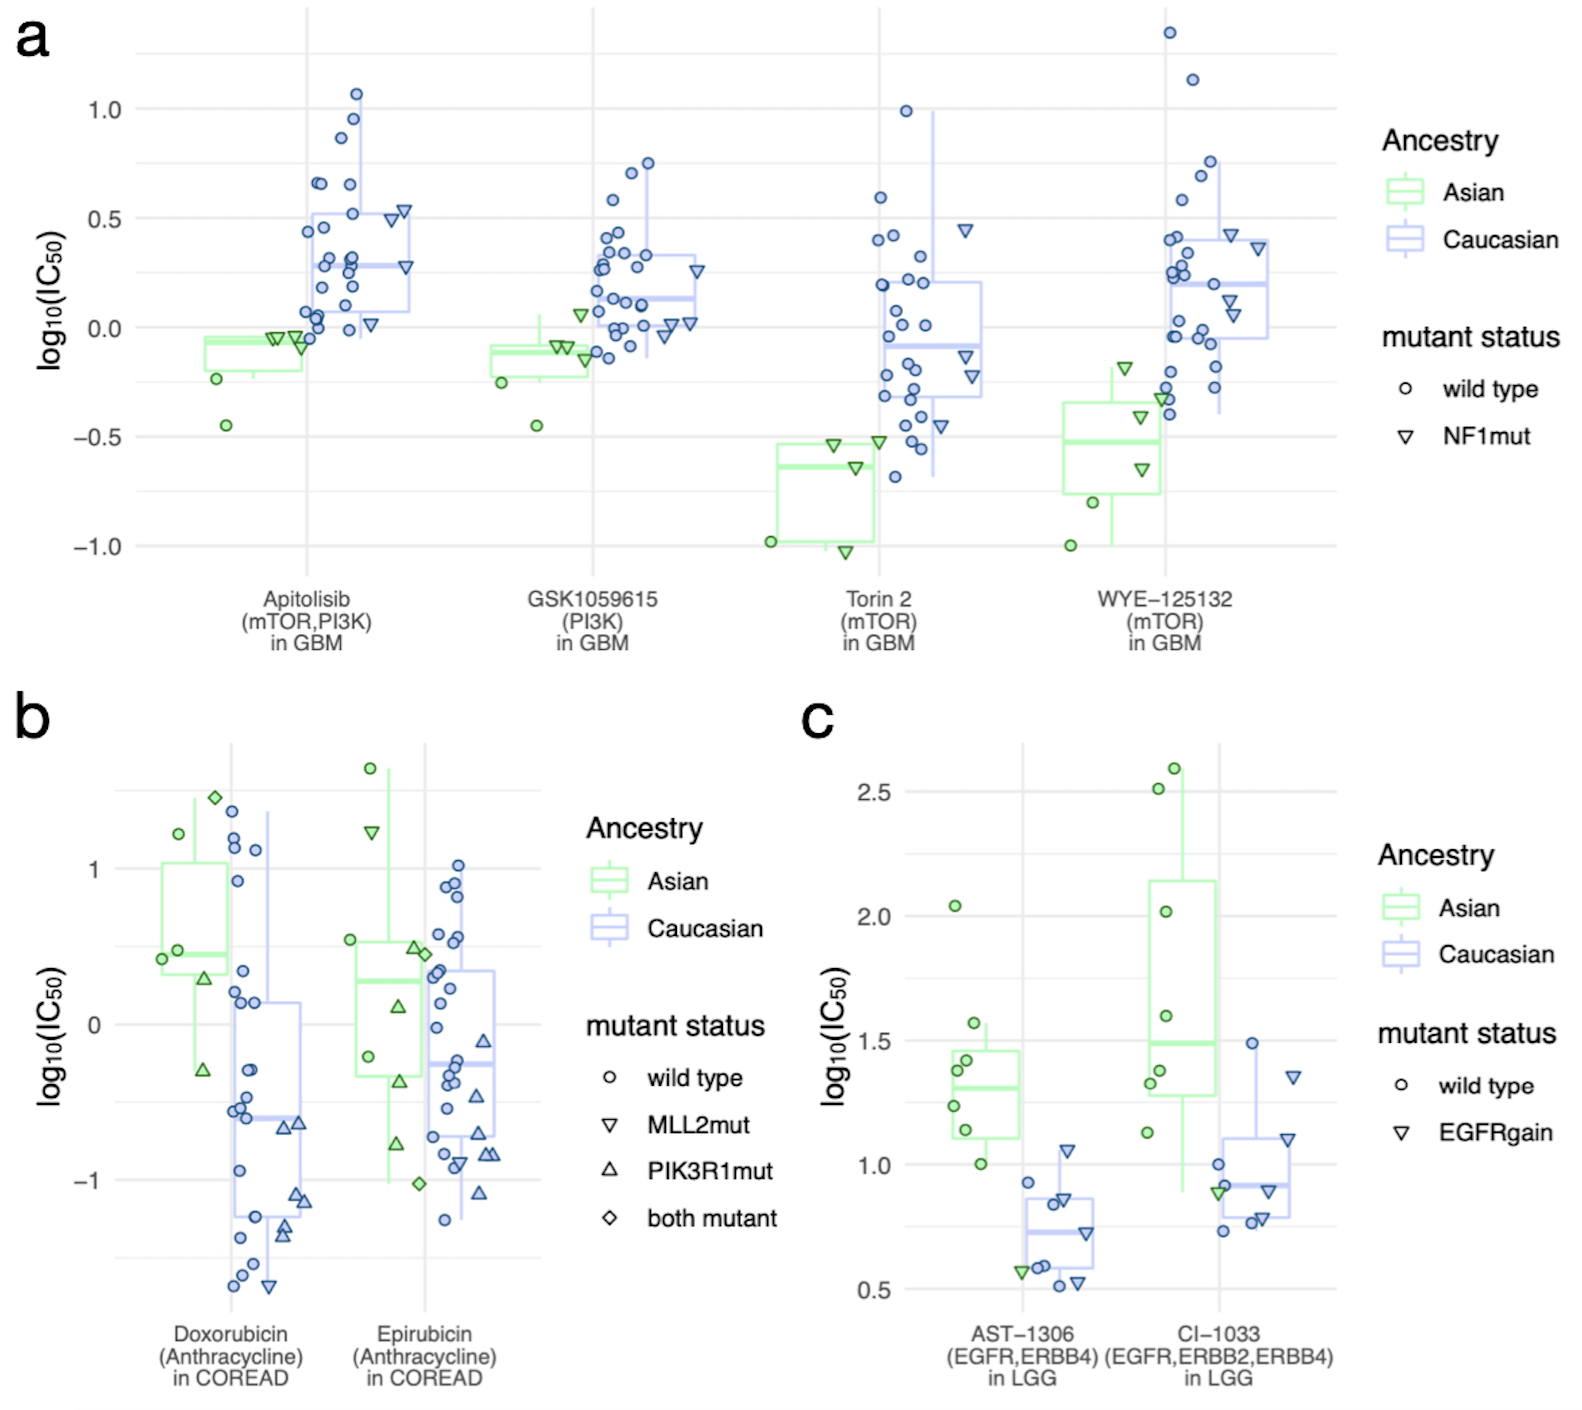 a
log10(IC50)
1.0
0.5
0.0
−0.5
−1.0
Apitolisib
(mTOR,PI3K)
in GBM
GSK1059615
(PI3K)
in GBM
Torin 2
(mTOR)
in GBM
WYE−125132
(mTOR)
in GBM
Ancestry
Asian
Caucasian
mutant status
wild type
NF1mut
b
log10(IC50)
1
0
−1
Doxorubicin
(Anthracycline)
in COREAD
Epirubicin
(Anthracycline)
in COREAD
Ancestry
Asian
Caucasian
mutant status
wild type
MLL2mut
PIK3R1mut
both mutant
c
log10(IC50)
2.5
2.0
1.5
1.0
0.5
AST−1306
(EGFR,ERBB4)
in LGG
CI−1033
(EGFR,ERBB2,ERBB4)
in LGG
Ancestry
Asian
Caucasian
mutant status
wild type
EGFRgain